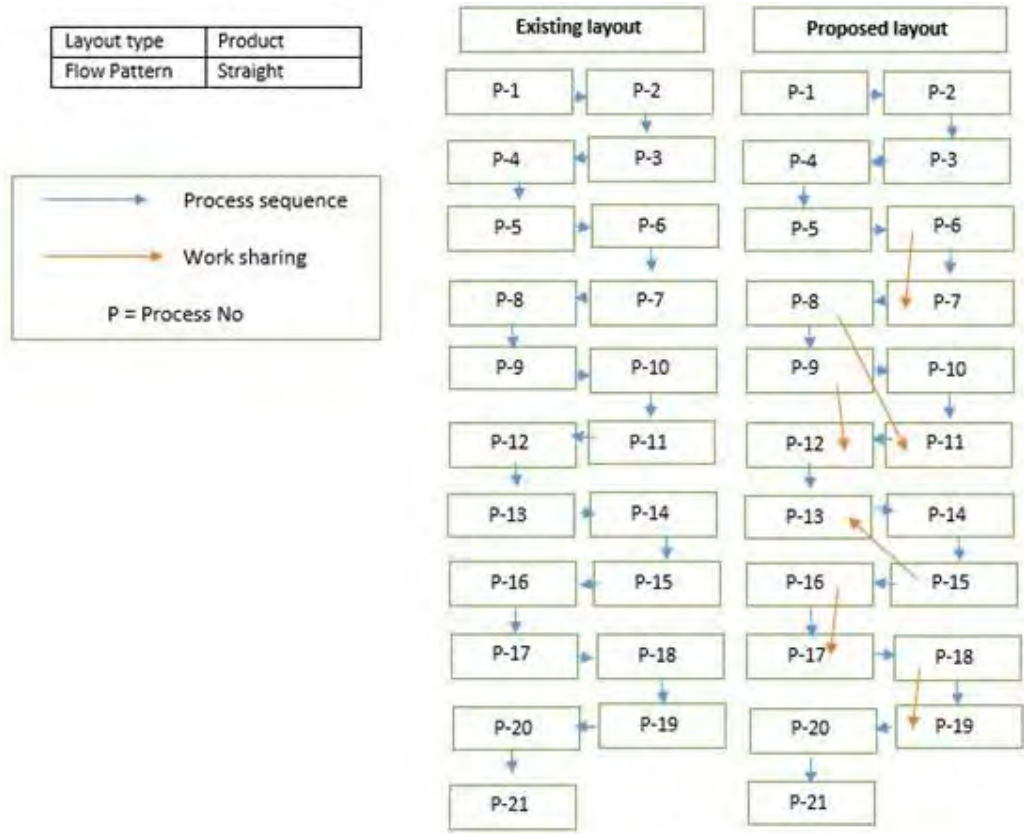 Layout type Product
Flow Pattern Straight
Process sequence
Work sharing
P = Process No
Existing layout
P-1 P-2
P-4 P-3
P-5 P-6
P-8 P-7
P-9 P-10
P-12 P-11
P-13 P-14
P-16 P-15
P-17 P-18
P-20 P-19
P-21
Proposed layout
P-1 P-2
P-4 P-3
P-5 P-6
P-8 P-7
P-9 P-10
P-12 P-11
P-13 P-14
P-16 P-15
P-17 P-18
P-20 P-19
P-21